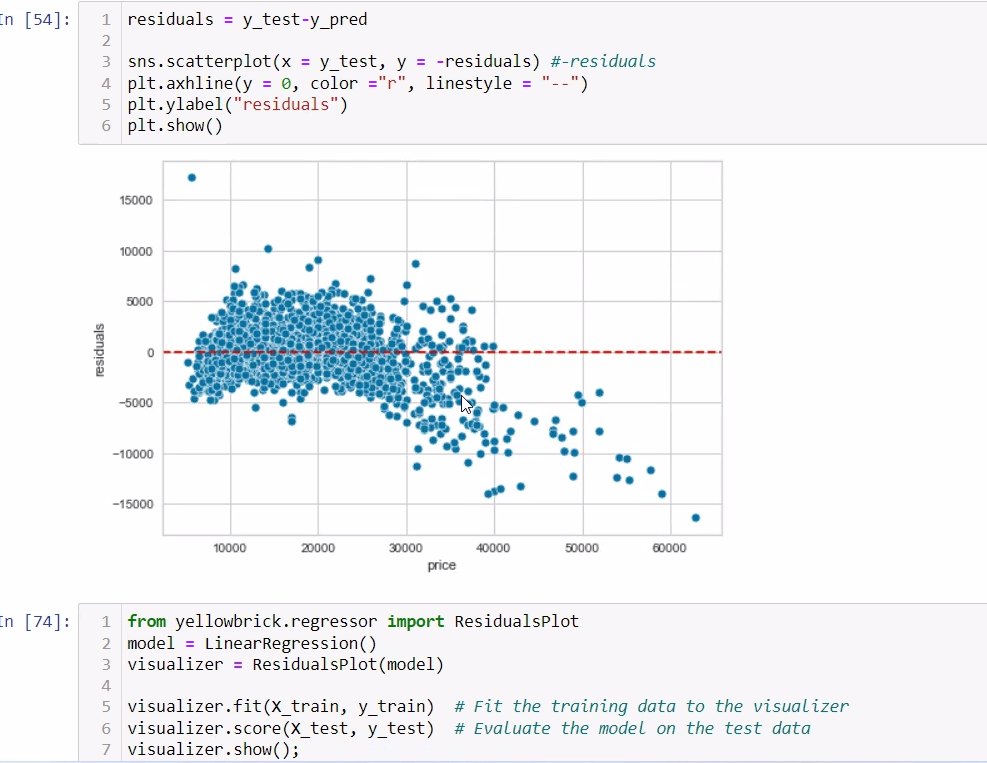 In [54]:
1 residuals = y_test-y_pred
2
3 sns.scatterplot(x = y_test, y = -residuals) #-residuals
4 plt.axhline(y = 0, color ="r", linestyle = "--")
5 plt.ylabel("residuals")
6 plt.show()
15000
10000
5000
0
−5000
−10000
−15000
residuals
10000 20000 30000 40000 50000 60000
price
In [74]:
1 from yellowbrick.regressor import ResidualsPlot
2 model = LinearRegression()
3 visualizer = ResidualsPlot(model)
4
5 visualizer.fit(X_train, y_train)  # Fit the training data to the visualizer
6 visualizer.score(X_test, y_test)  # Evaluate the model on the test data
7 visualizer.show();